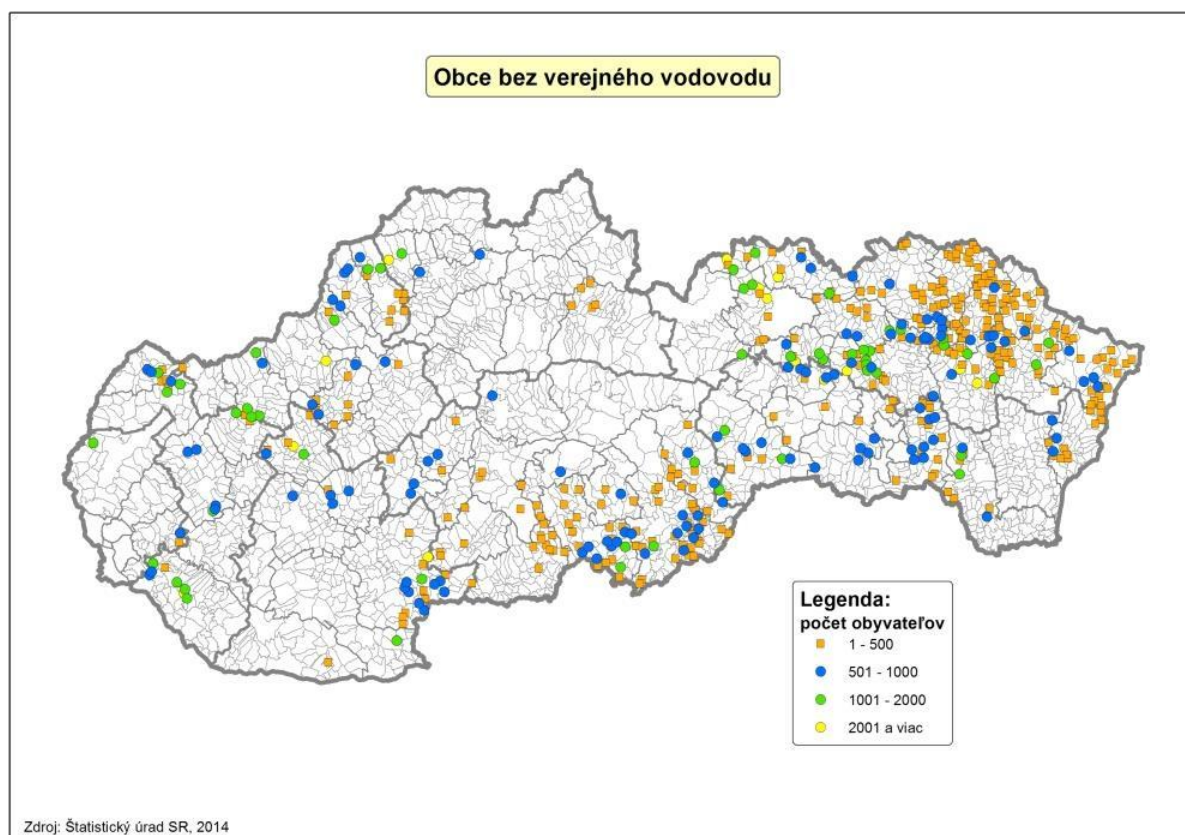 Obce bez verejného vodovodu
Legenda:
počet obyvateľov
1 - 500
501 - 1000
1001 - 2000
2001 a viac
Zdroj: Štatistický úrad SR, 2014